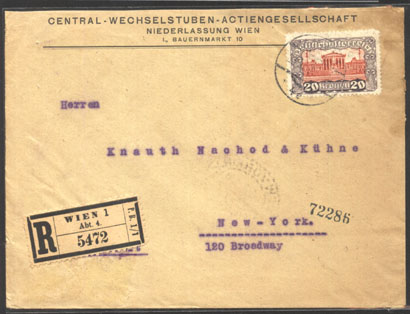 CENTRAL-WECHSELSTUBEN-ACTIENGESELLSCHAFT
NIEDERLASSUNG WIEN
I., BAUERNMARKT 10
20 Kronen 20
Herren
Knauth Nachod & Kühne
72286
New-York.
120 Broadway
R
WIEN 1
Abt. 4.
5472